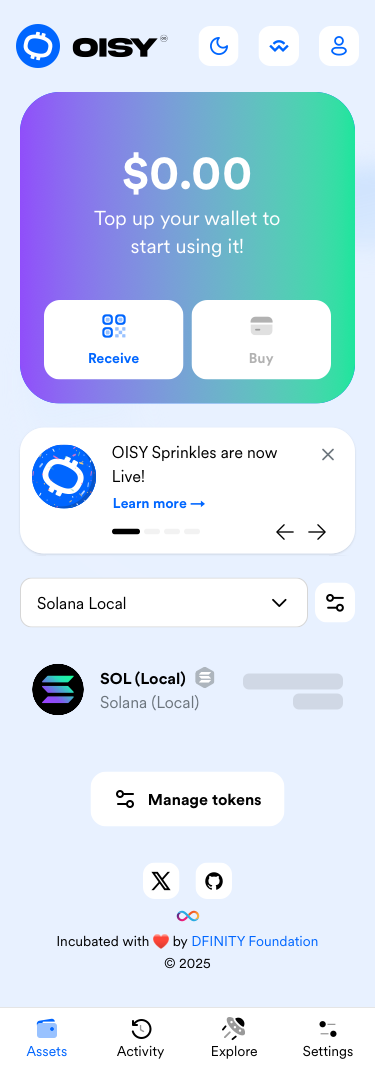 OISY
$0.00
Top up your wallet to
start using it!
Receive
Buy
OISY Sprinkles are now
Live!
Learn more →
Solana Local
SOL (Local)
Solana (Local)
Manage tokens
Incubated with ❤️ by DFINITY Foundation
© 2025
Assets
Activity
Explore
Settings